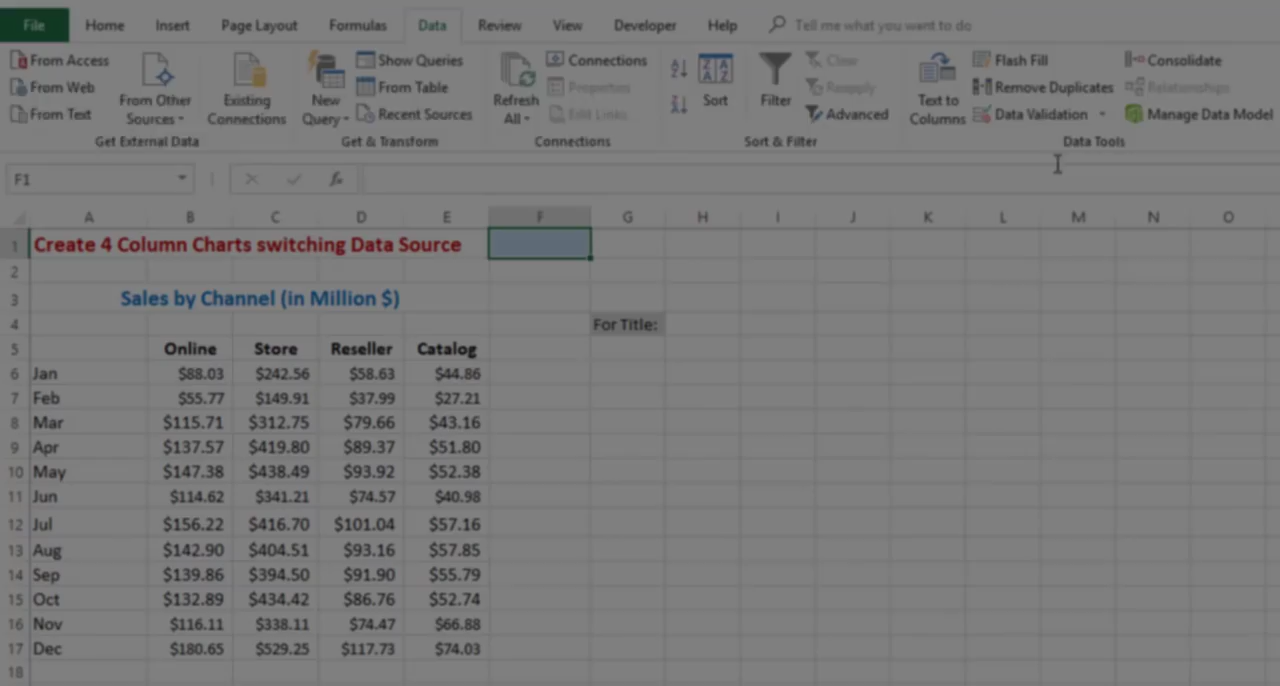 File Home Insert Page Layout Formulas Data Review View Developer Help Tell me what you want to do
From Access
From Web
From Text
From Other
Sources
Existing
Connections
Get External Data
New
Query
Show Queries
From Table
Recent Sources
Get & Transform
Refresh
All
Connections
Properties
Edit Links
Connections
Sort
Filter
Clear
Reapply
Advanced
Sort & Filter
Text to
Columns
Flash Fill
Remove Duplicates
Data Validation
Consolidate
Relationships
Manage Data Model
Data Tools
F1 fx
A B C D E F G H I J K L M N O
1 Create 4 Column Charts switching Data Source
2
3 Sales by Channel (in Million $)
4 For Title:
5 Online Store Reseller Catalog
6 Jan $88.03 $242.56 $58.63 $44.86
7 Feb $55.77 $149.91 $37.99 $27.21
8 Mar $115.71 $312.75 $79.66 $43.16
9 Apr $137.57 $419.80 $89.37 $51.80
10 May $147.38 $438.49 $93.92 $52.38
11 Jun $114.62 $341.21 $74.57 $40.98
12 Jul $156.22 $416.70 $101.04 $57.16
13 Aug $142.90 $404.51 $93.16 $57.85
14 Sep $139.86 $394.50 $91.90 $55.79
15 Oct $132.89 $434.42 $86.76 $52.74
16 Nov $116.11 $338.11 $74.47 $66.88
17 Dec $180.65 $529.25 $117.73 $74.03
18